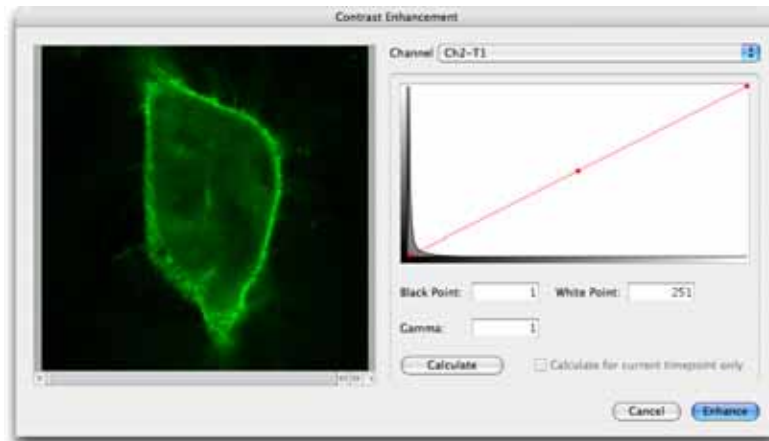 Contrast Enhancement
Channel Ch2-T1
Black Point: 1 White Point: 251
Gamma: 1
Calculate Calculate for current timepoint only
Cancel Enhance